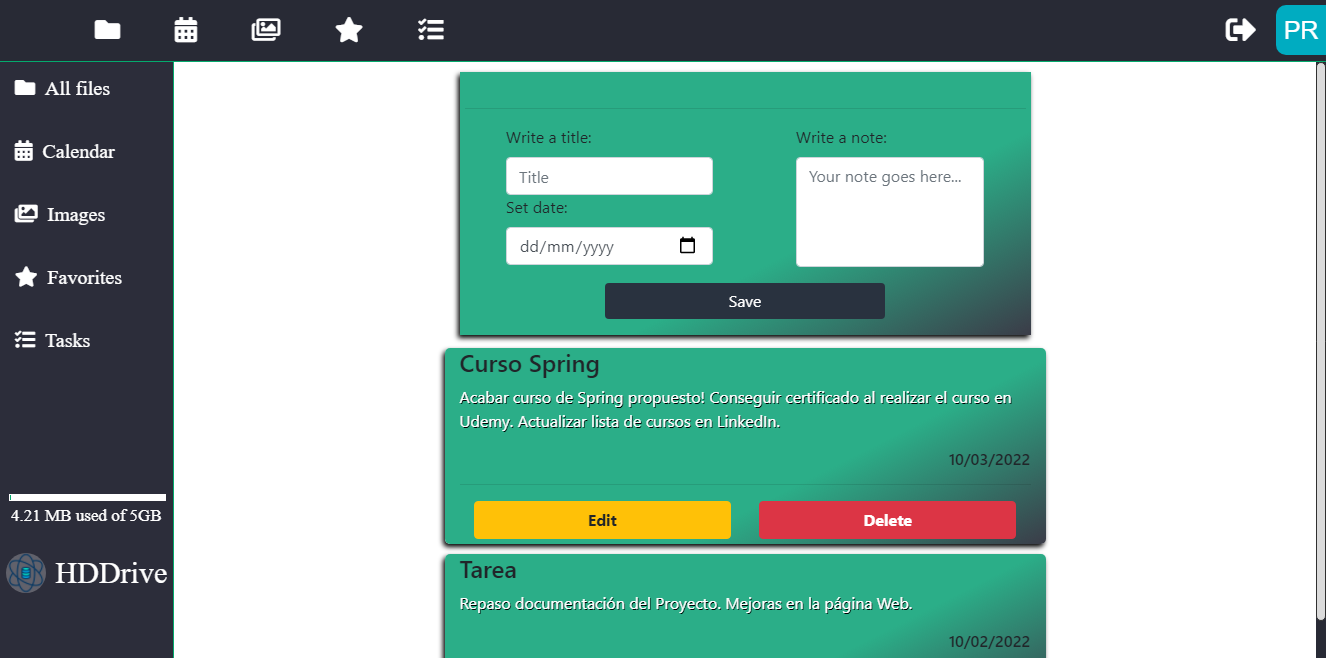 PR
All files
Calendar
Images
Favorites
Tasks
4.21 MB used of 5GB
HDDrive
Write a title:
Title
Set date:
dd/mm/yyyy
Write a note:
Your note goes here...
Save
Curso Spring
Acabar curso de Spring propuesto! Conseguir certificado al realizar el curso en
Udemy. Actualizar lista de cursos en LinkedIn.
10/03/2022
Edit
Delete
Tarea
Repaso documentación del Proyecto. Mejoras en la página Web.
10/02/2022